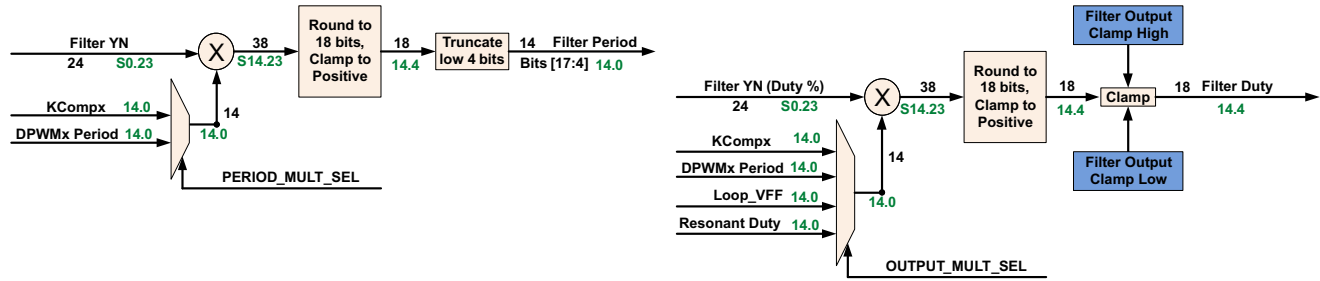 Filter YN
24 S0.23
X
38
S14.23
Round to
18 bits,
Clamp to
Positive
18
14.4
Truncate
low 4 bits
14 Filter Period
Bits [17:4] 14.0
KCompx 14.0
DPWMx Period 14.0
14
14.0
PERIOD_MULT_SEL
Filter YN (Duty %)
24 S0.23
X
38
S14.23
Round to
18 bits,
Clamp to
Positive
18
14.4
Filter Output
Clamp High
Clamp
Filter Output
Clamp Low
18 Filter Duty
14.4
KCompx 14.0
DPWMx Period 14.0
Loop_VFF 14.0
Resonant Duty 14.0
14
14.0
OUTPUT_MULT_SEL